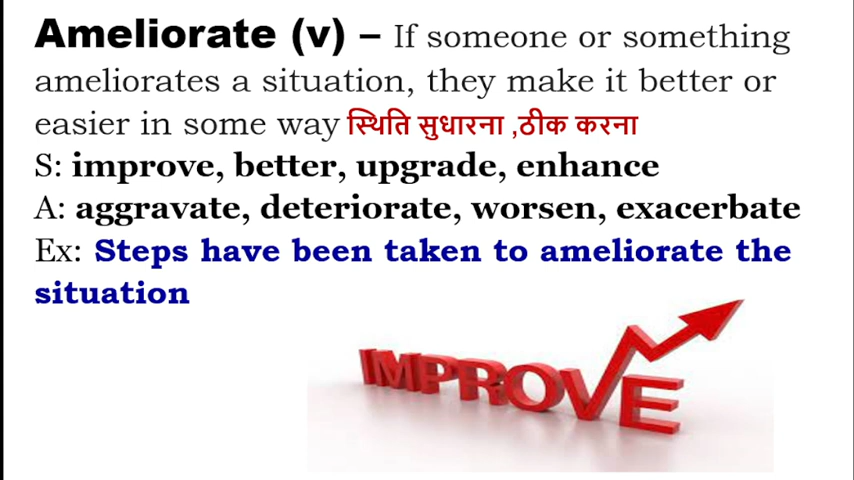 Ameliorate (v) – If someone or something
ameliorates a situation, they make it better or
easier in some way स्थिति सुधारना ,ठीक करना
S: improve, better, upgrade, enhance
A: aggravate, deteriorate, worsen, exacerbate
Ex: Steps have been taken to ameliorate the
situation
IMPROVE